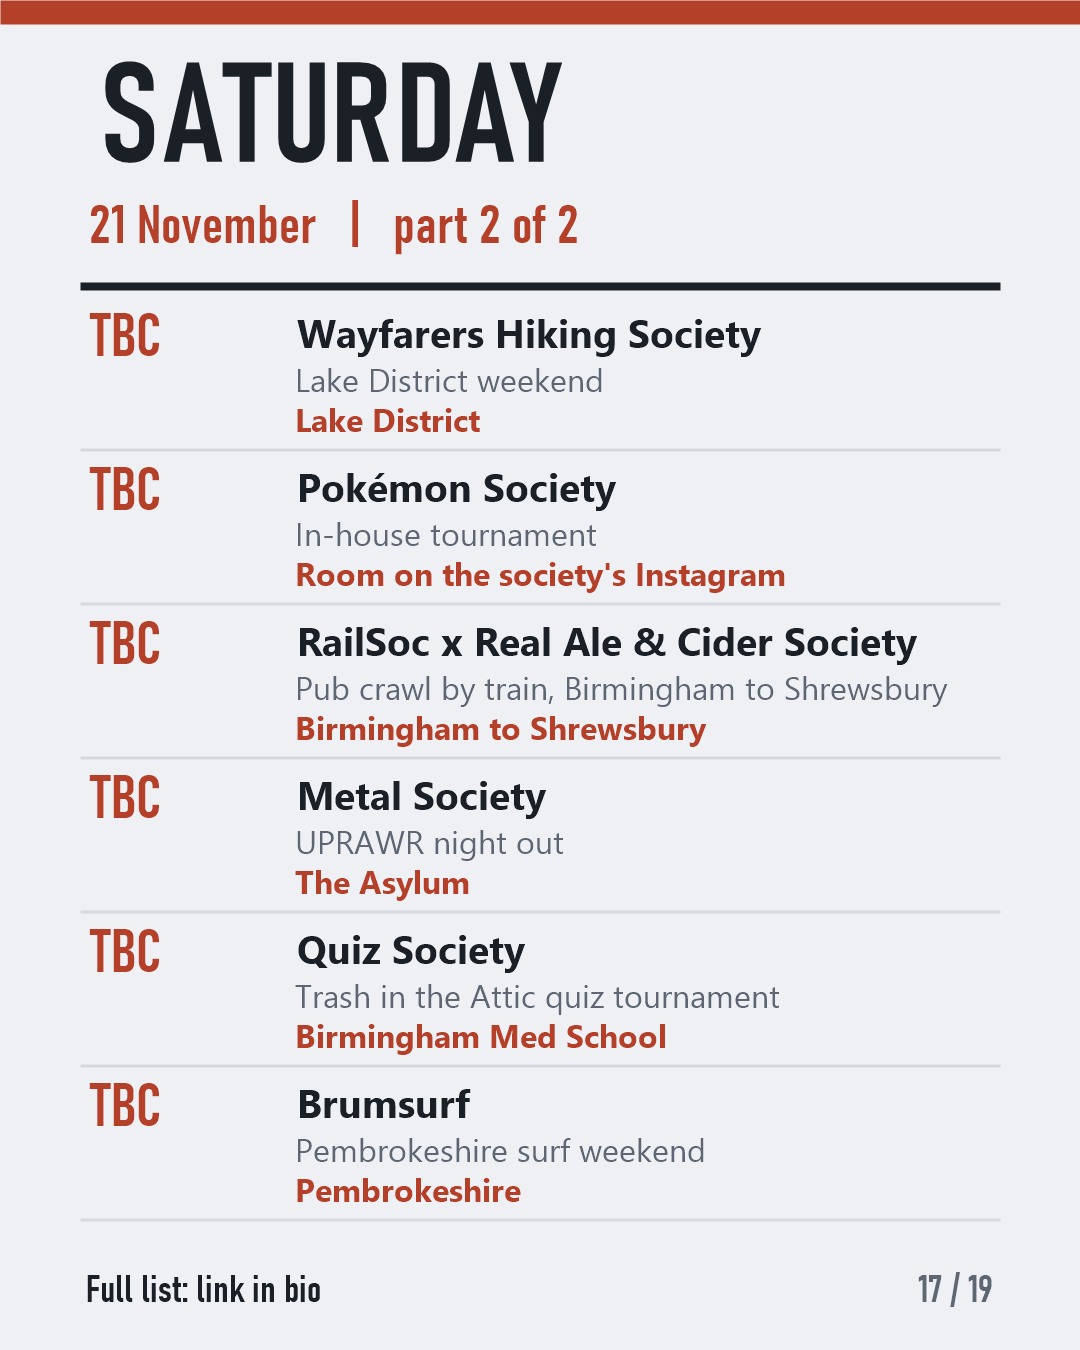 SATURDAY
21 November | part 2 of 2
TBC
Wayfarers Hiking Society
Lake District weekend
Lake District
TBC
Pokémon Society
In-house tournament
Room on the society's Instagram
TBC
RailSoc x Real Ale & Cider Society
Pub crawl by train, Birmingham to Shrewsbury
Birmingham to Shrewsbury
TBC
Metal Society
UPRAWR night out
The Asylum
TBC
Quiz Society
Trash in the Attic quiz tournament
Birmingham Med School
TBC
Brumsurf
Pembrokeshire surf weekend
Pembrokeshire
Full list: link in bio
17 / 19